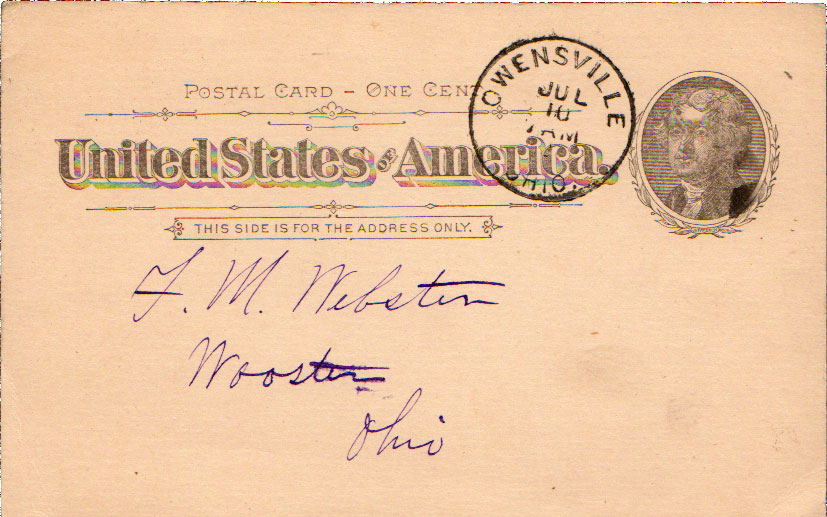 POSTAL CARD - ONE CENT
United States OF America.
OWENSVILLE
JUL
10
AM
OHIO.
THIS SIDE IS FOR THE ADDRESS ONLY.
F. M. Webster
Wooster
Ohio